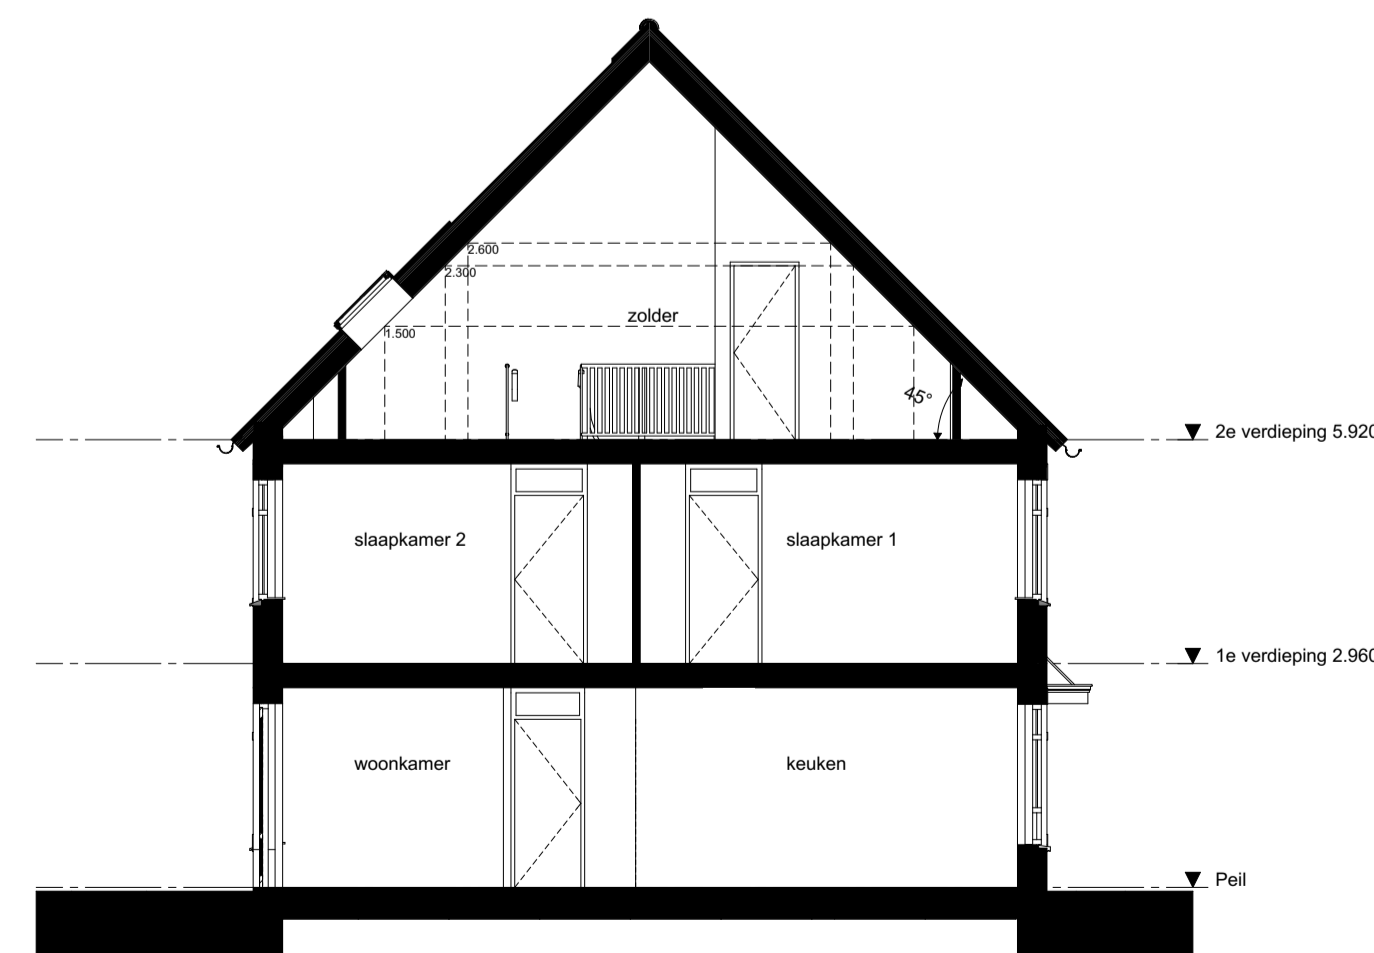 2.600
2.300
zolder
1.500
45°
2e verdieping 5.920
slaapkamer 2
slaapkamer 1
1e verdieping 2.960
woonkamer
keuken
Peil